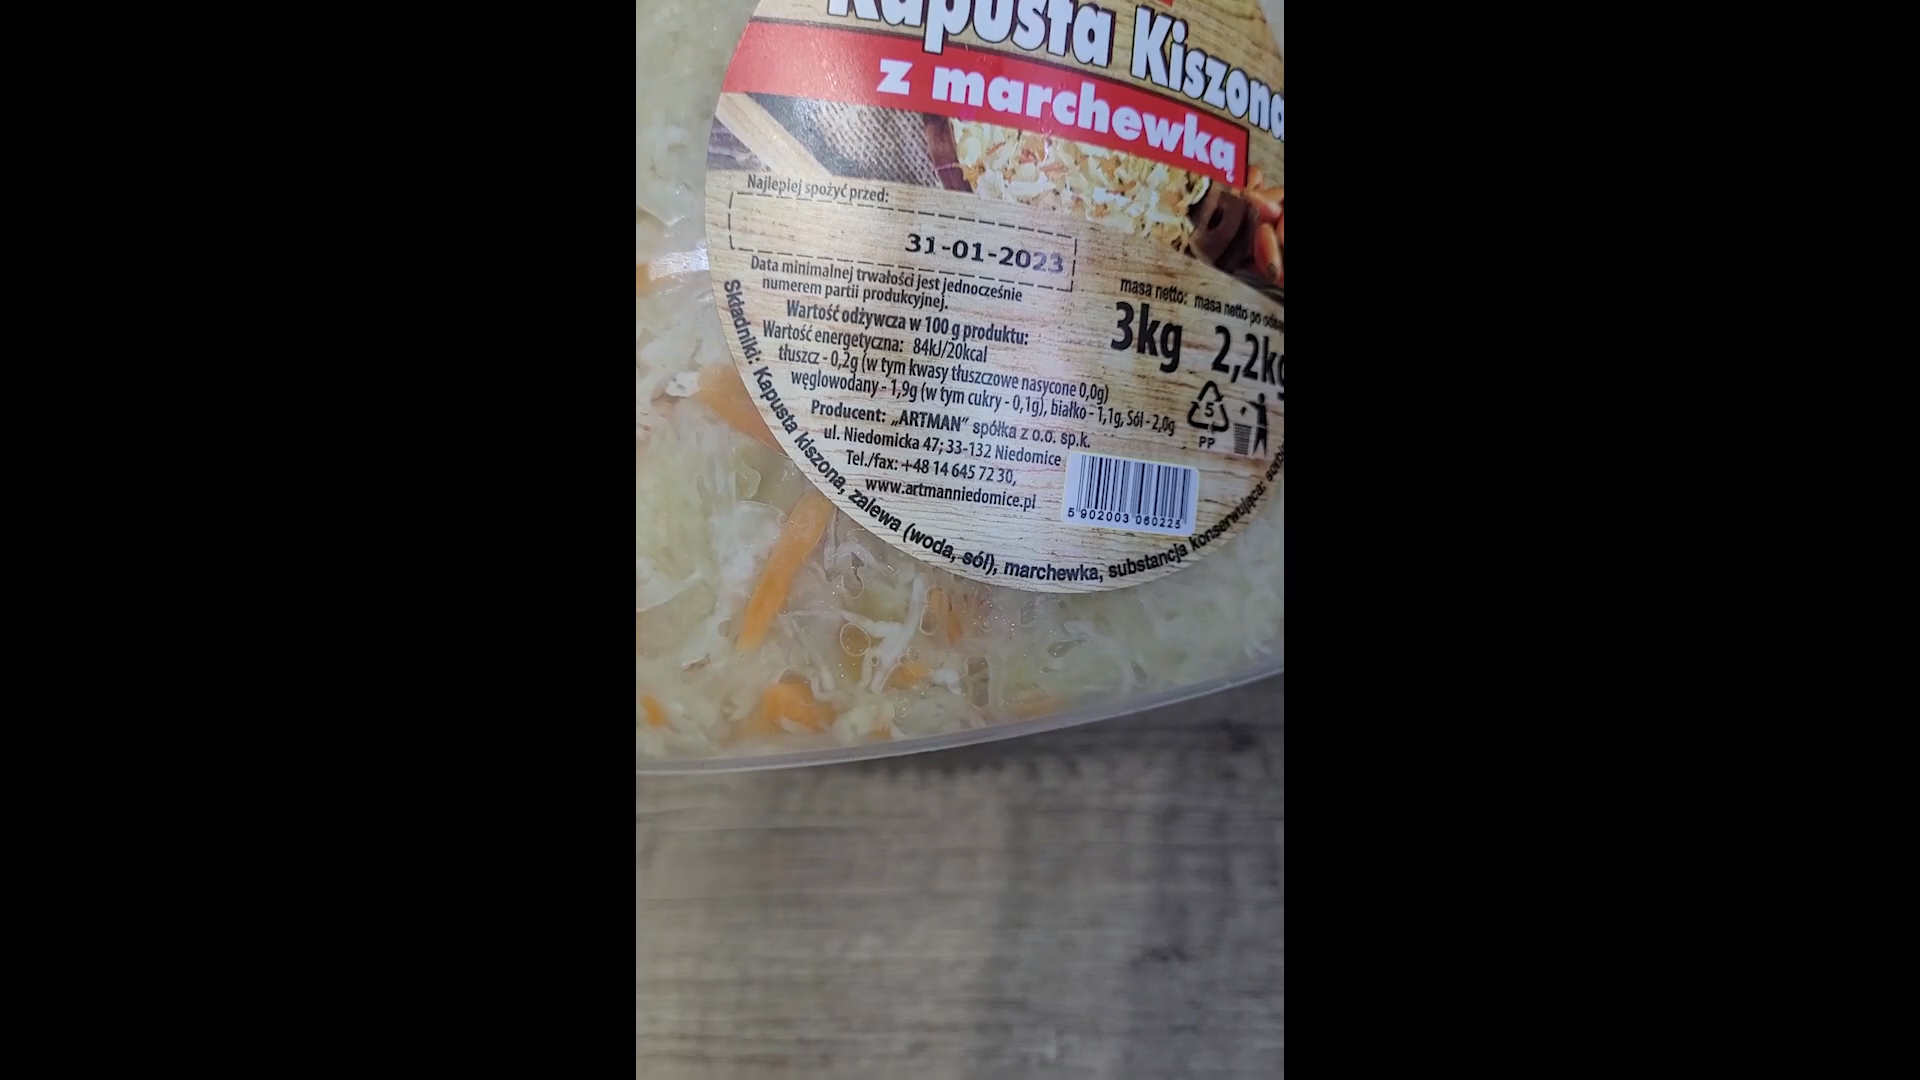 Kapusta Kiszona
z marchewką
Najlepiej spożyć przed:
31-01-2023
Data minimalnej trwałości jest jednocześnie
numerem partii produkcyjnej.
Wartość odżywcza w 100 g produktu:
Wartość energetyczna: 84kJ/20kcal
tłuszcz - 0,2g (w tym kwasy tłuszczowe nasycone 0,0g)
węglowodany - 1,9g (w tym cukry - 0,1g), białko - 1,1g, Sól - 2,0g
Producent: „ARTMAN” spółka z o.o. sp.k.
ul. Niedomicka 47; 33-132 Niedomice
Tel./fax: +48 14 645 72 30,
www.artmanniedomice.pl
masa netto: masa netto po
3kg 2,2kg
5
PP
5 902003 060225
Składniki: Kapusta kiszona, zalewa (woda, sól), marchewka, substancja konserwująca: